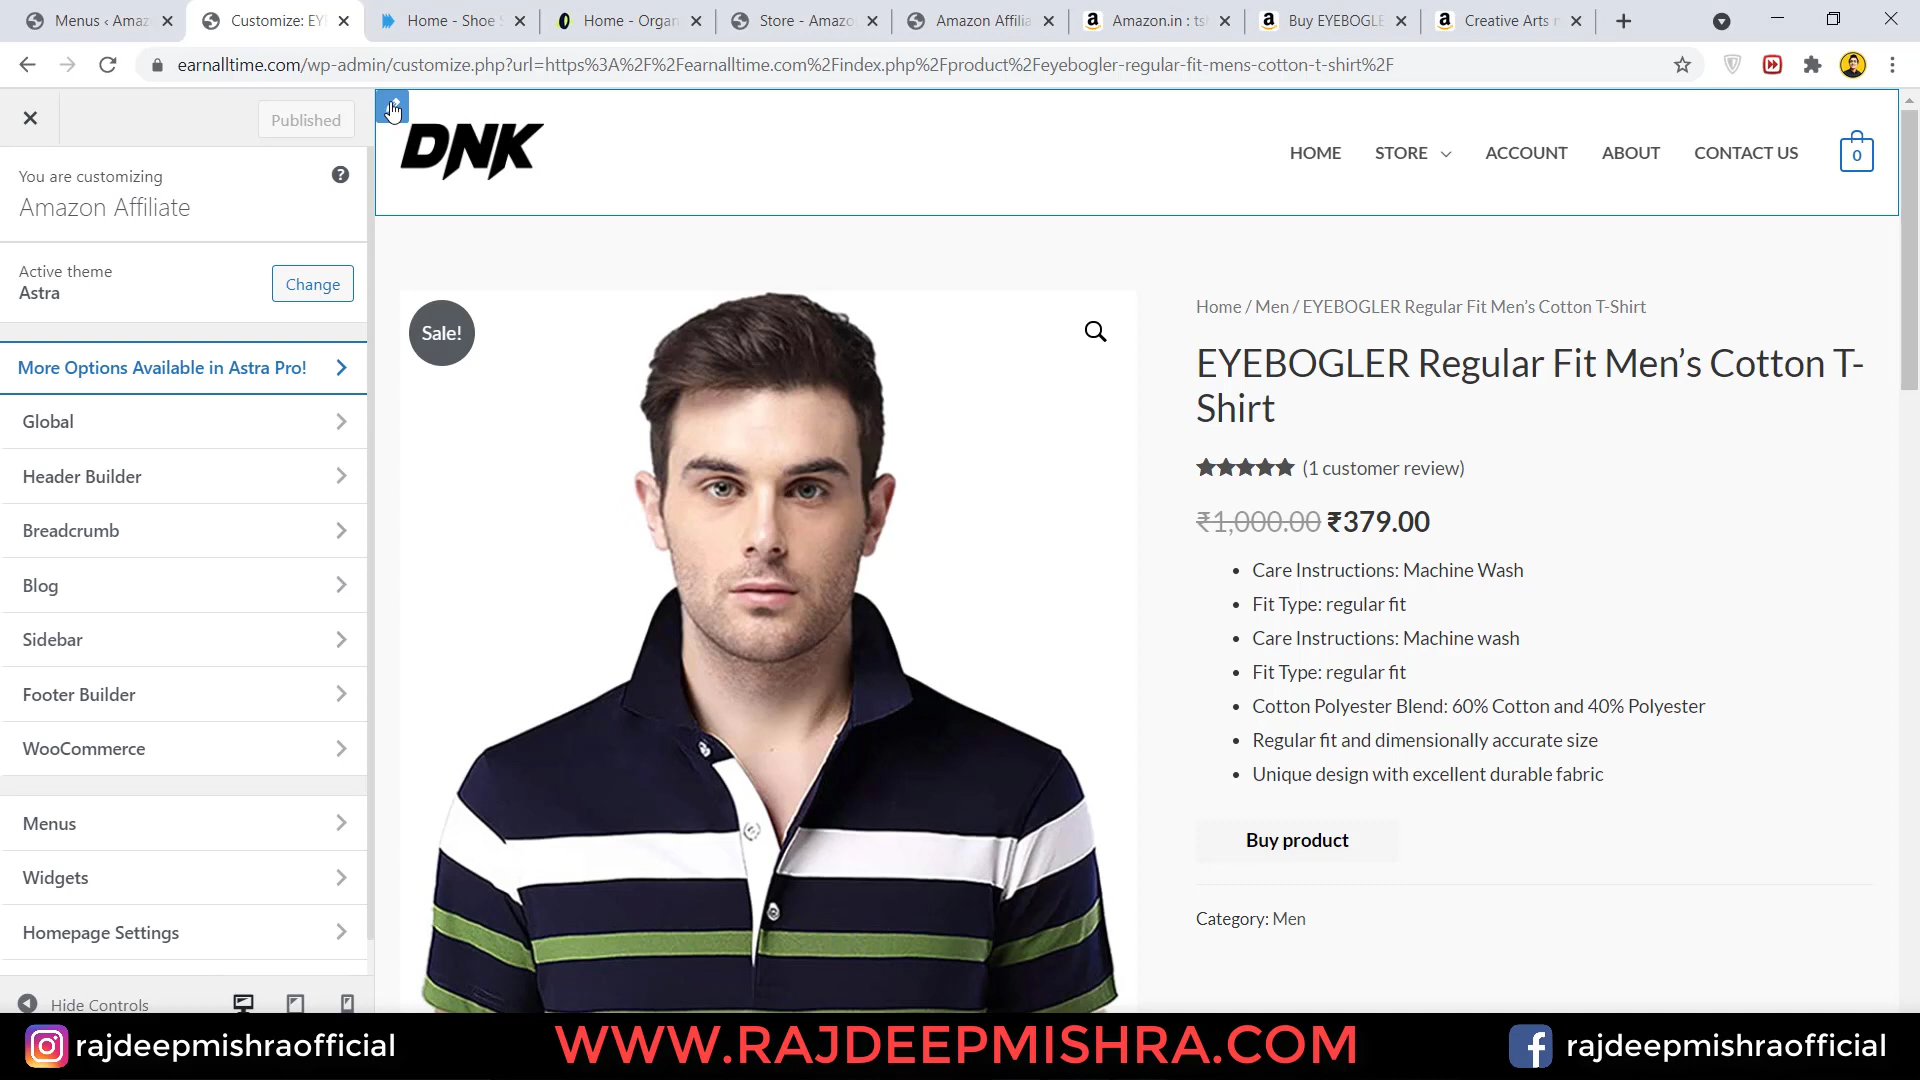 Menus ‹ Amaz
Customize: EY
Home - Shoe S
Home - Organ
Store - Amazo
Amazon Affilia
Amazon.in : tsh
Buy EYEBOGLE
Creative Arts
earnalltime.com/wp-admin/customize.php?url=https%3A%2F%2Fearnalltime.com%2Findex.php%2Fproduct%2Feyebogler-regular-fit-mens-cotton-t-shirt%2F
Published
You are customizing
Amazon Affiliate
Active theme
Astra
Change
More Options Available in Astra Pro!
Global
Header Builder
Breadcrumb
Blog
Sidebar
Footer Builder
WooCommerce
Menus
Widgets
Homepage Settings
Hide Controls
DNK
HOME STORE ACCOUNT ABOUT CONTACT US 0
Sale!
Home / Men / EYEBOGLER Regular Fit Men’s Cotton T-Shirt
EYEBOGLER Regular Fit Men’s Cotton T-
Shirt
(1 customer review)
₹1,000.00 ₹379.00
• Care Instructions: Machine Wash
• Fit Type: regular fit
• Care Instructions: Machine wash
• Fit Type: regular fit
• Cotton Polyester Blend: 60% Cotton and 40% Polyester
• Regular fit and dimensionally accurate size
• Unique design with excellent durable fabric
Buy product
Category: Men
rajdeepmishraofficial
WWW.RAJDEEPMISHRA.COM
rajdeepmishraofficial